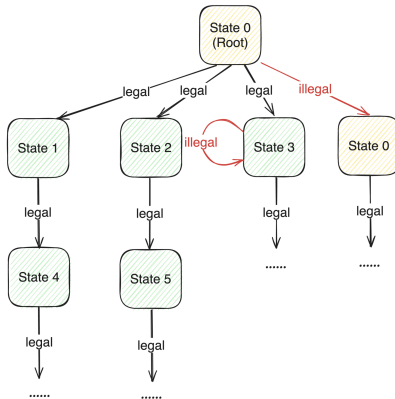 State 0
(Root)
legal
legal
legal
illegal
State 1
State 2
illegal
State 3
State 0
legal
legal
legal
legal
......
......
State 4
State 5
legal
legal
......
......